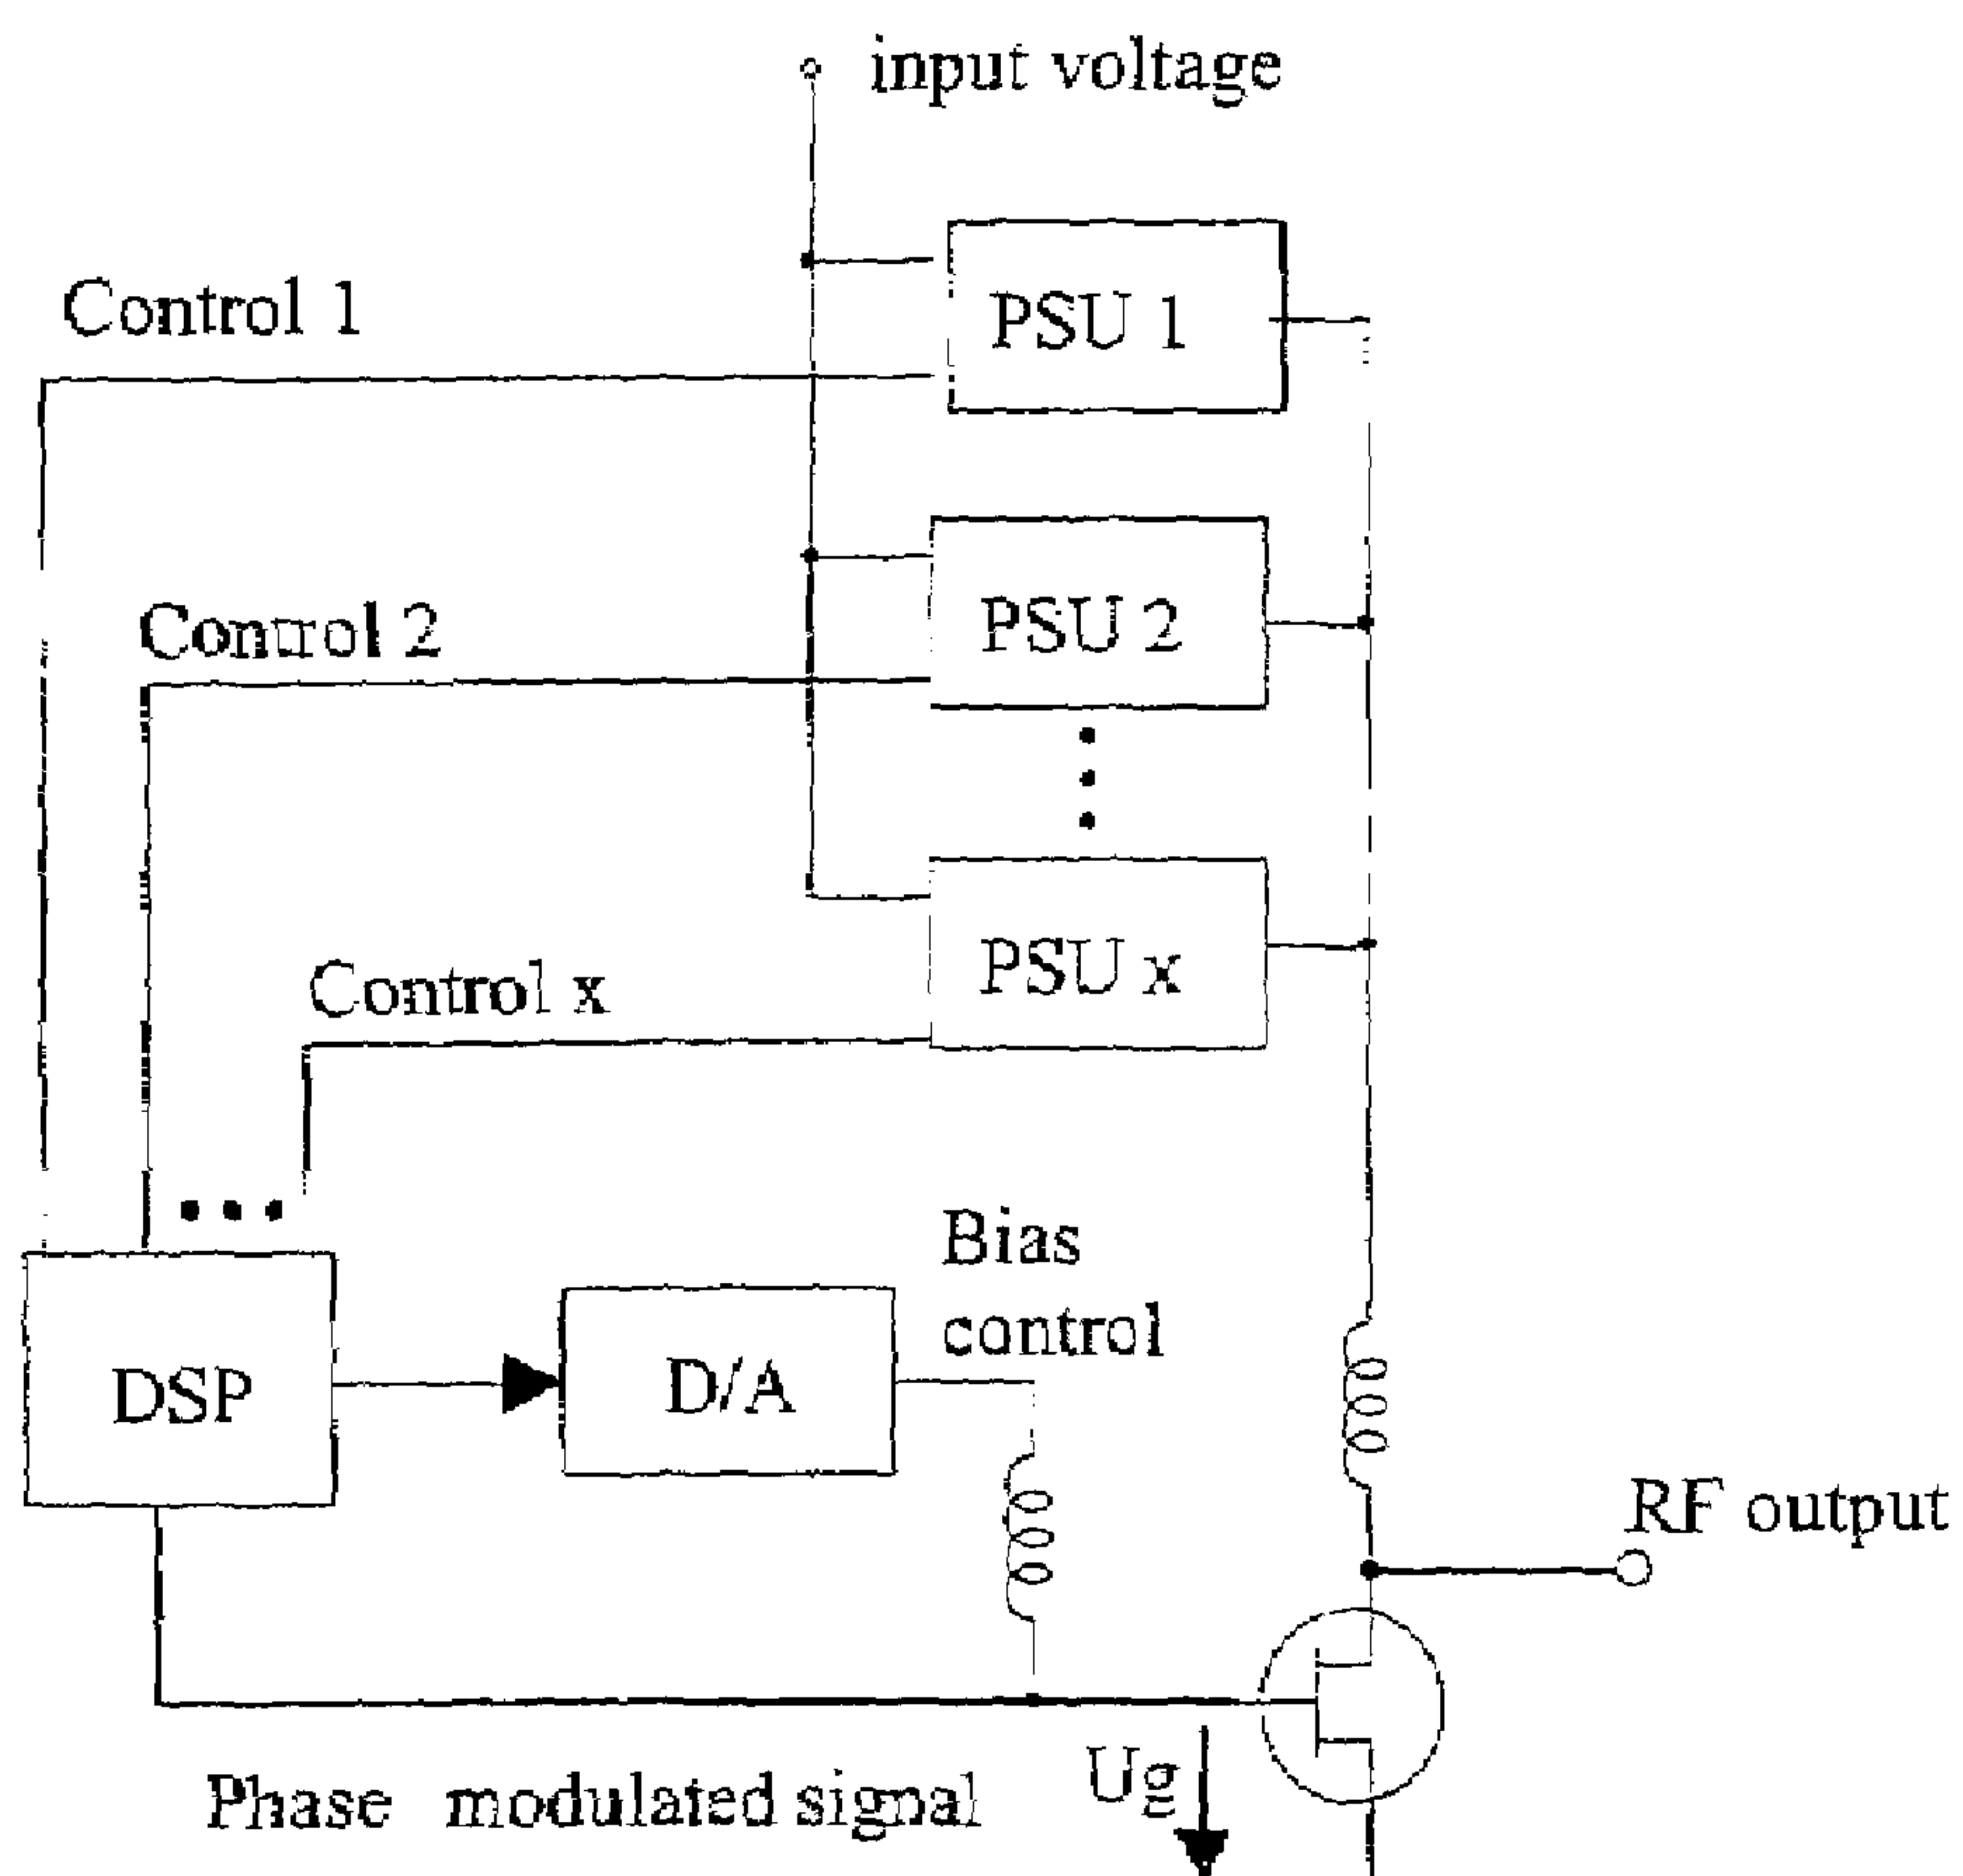 input voltage
Control 1
PSU 1
Control 2
PSU 2
Control x
PSU x
Bias
control
DSP
D/A
RF output
Ug
Phase modulated signal